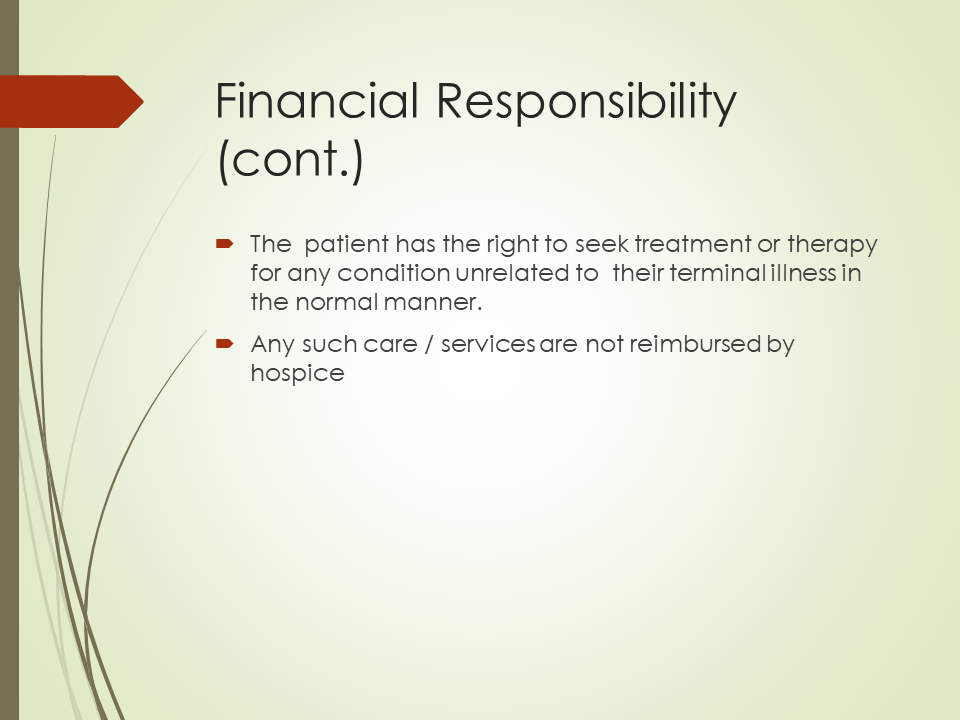 Financial Responsibility
(cont.)
The  patient has the right to seek treatment or therapy
for any condition unrelated to  their terminal illness in
the normal manner.
Any such care / services are not reimbursed by
hospice